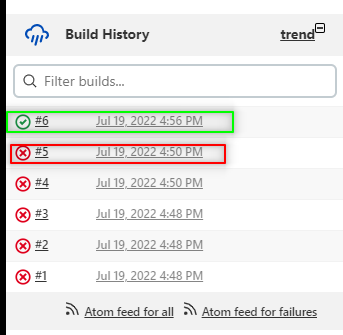 Build History trend
Filter builds...
#6 Jul 19, 2022 4:56 PM
#5 Jul 19, 2022 4:50 PM
#4 Jul 19, 2022 4:50 PM
#3 Jul 19, 2022 4:48 PM
#2 Jul 19, 2022 4:48 PM
#1 Jul 19, 2022 4:48 PM
Atom feed for all Atom feed for failures